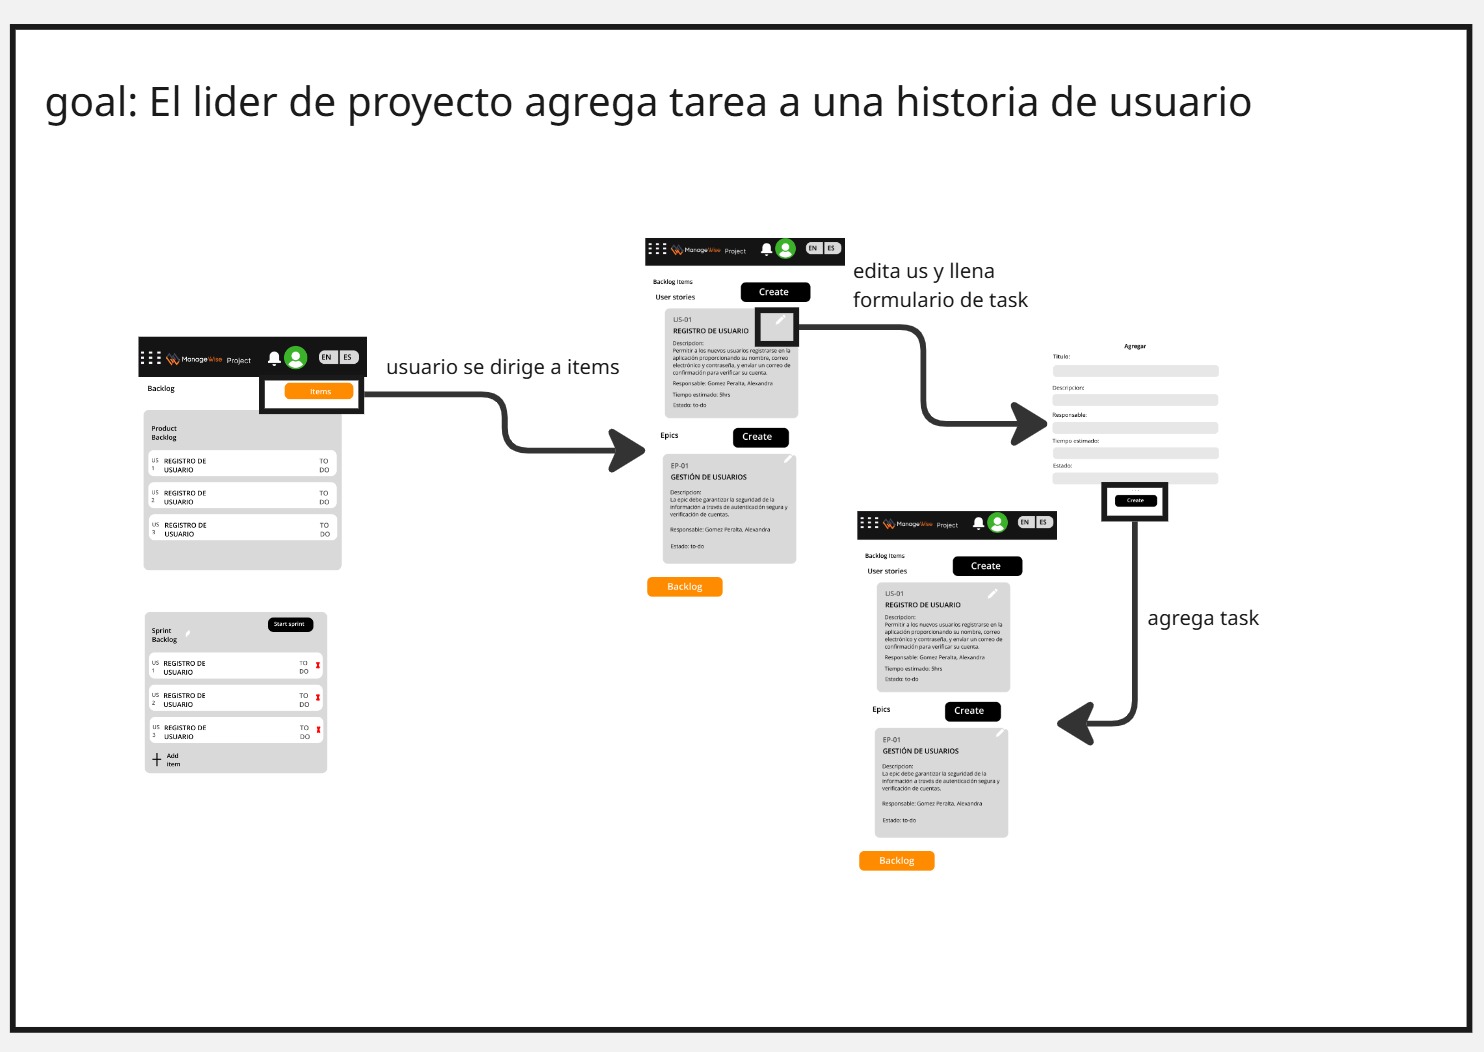 goal: El lider de proyecto agrega tarea a una historia de usuario
ManageWise Project EN ES
Backlog
Items
Product
Backlog
US 1 REGISTRO DE USUARIO TO DO
US 2 REGISTRO DE USUARIO TO DO
US 3 REGISTRO DE USUARIO TO DO
Sprint
Backlog
Start sprint
US 1 REGISTRO DE USUARIO TO DO
US 2 REGISTRO DE USUARIO TO DO
US 3 REGISTRO DE USUARIO TO DO
Add
item
usuario se dirige a items
ManageWise Project EN ES
Backlog Items
User stories
Create
US-01
REGISTRO DE USUARIO
Descripcion:
Permitir a los nuevos usuarios registrarse en la
aplicación proporcionando su nombre, correo
electrónico y contraseña, y enviar un correo de
confirmación para verificar su cuenta.
Responsable: Gomez Peralta, Alexandra
Tiempo estimado: 5hrs
Estado: to-do
Epics
Create
EP-01
GESTIÓN DE USUARIOS
Descripcion:
La epic debe garantizar la seguridad de la
información a través de autenticación segura y
verificación de cuentas.
Responsable: Gomez Peralta, Alexandra
Estado: to-do
Backlog
edita us y llena
formulario de task
Agregar
Titulo:
Descripcion:
Responsable:
Tiempo estimado:
Estado:
Create
agrega task
ManageWise Project EN ES
Backlog Items
User stories
Create
US-01
REGISTRO DE USUARIO
Descripcion:
Permitir a los nuevos usuarios registrarse en la
aplicación proporcionando su nombre, correo
electrónico y contraseña, y enviar un correo de
confirmación para verificar su cuenta.
Responsable: Gomez Peralta, Alexandra
Tiempo estimado: 5hrs
Estado: to-do
Epics
Create
EP-01
GESTIÓN DE USUARIOS
Descripcion:
La epic debe garantizar la seguridad de la
información a través de autenticación segura y
verificación de cuentas.
Responsable: Gomez Peralta, Alexandra
Estado: to-do
Backlog